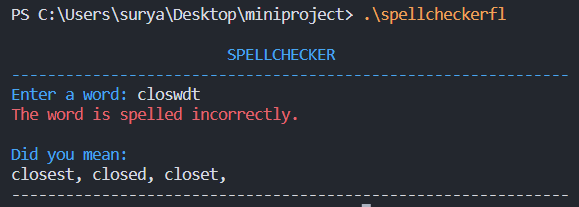 PS C:\Users\surya\Desktop\miniproject> .\spellcheckerfl
SPELLCHECKER
--------------------------------------------------------------
Enter a word: closwdt
The word is spelled incorrectly.
Did you mean:
closest, closed, closet,
--------------------------------------------------------------